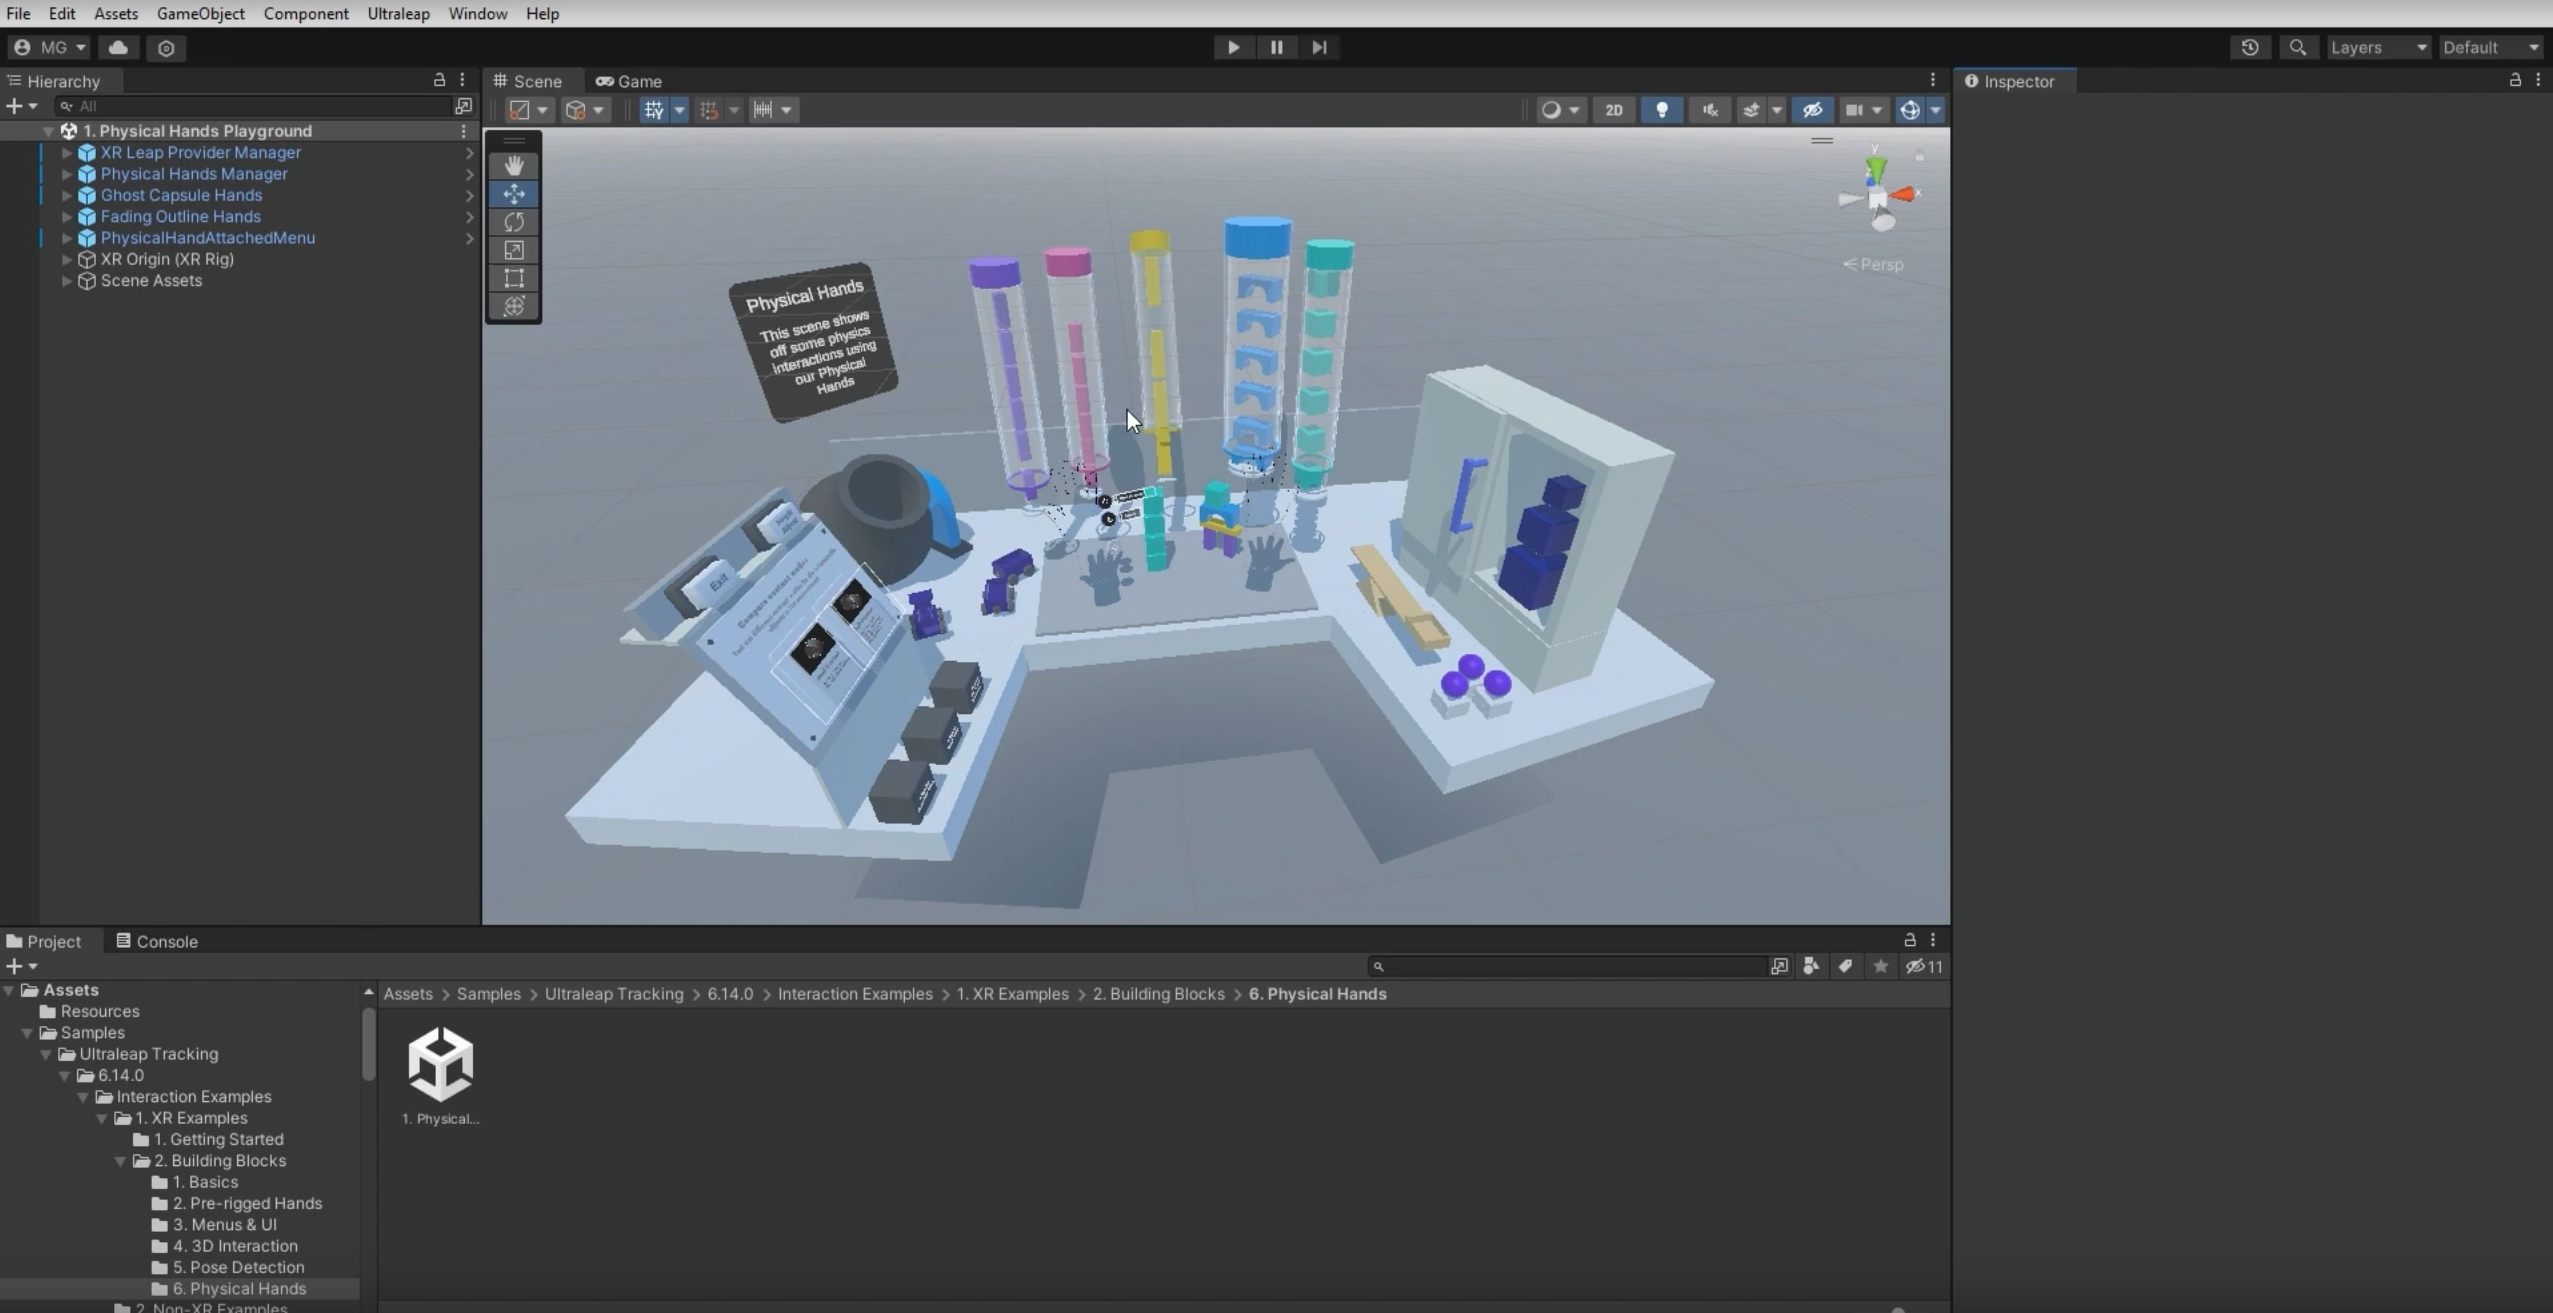 File Edit Assets GameObject Component Ultraleap Window Help
MG
Layers Default
Hierarchy
Scene Game
Inspector
All
2D
1. Physical Hands Playground
XR Leap Provider Manager
Physical Hands Manager
Ghost Capsule Hands
Fading Outline Hands
PhysicalHandAttachedMenu
XR Origin (XR Rig)
Scene Assets
y
x
Persp
Physical Hands
This scene shows
off some physics
interactions using
our Physical
Hands
Exit
Compare contact modes
Project Console
11
Assets
Resources
Samples
Ultraleap Tracking
6.14.0
Interaction Examples
1. XR Examples
1. Getting Started
2. Building Blocks
1. Basics
2. Pre-rigged Hands
3. Menus & UI
4. 3D Interaction
5. Pose Detection
6. Physical Hands
2. Non-XR Examples
Assets > Samples > Ultraleap Tracking > 6.14.0 > Interaction Examples > 1. XR Examples > 2. Building Blocks > 6. Physical Hands
1. Physical...